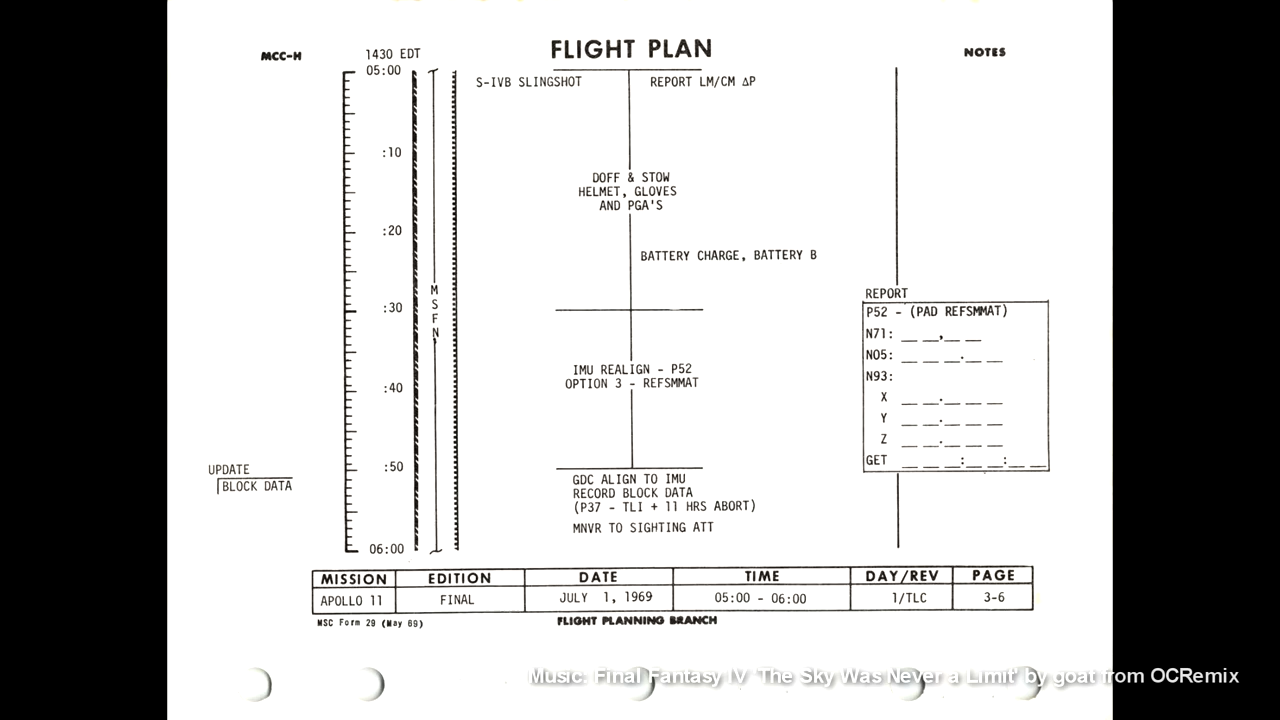 MCC-H
1430 EDT
FLIGHT PLAN
NOTES
05:00
S-IVB SLINGSHOT
REPORT LM/CM ΔP
:10
DOFF & STOW
HELMET, GLOVES
AND PGA'S
:20
BATTERY CHARGE, BATTERY B
M
S
F
N
:30
REPORT
P52 - (PAD REFSMMAT)
N71: __ __,__ __
N05: __ __ __.__ __
N93:
X __ __.__ __ __
Y __ __.__ __ __
Z __ __.__ __ __
GET __ __ __:__ __:__ __
IMU REALIGN - P52
OPTION 3 - REFSMMAT
:40
:50
UPDATE
BLOCK DATA
GDC ALIGN TO IMU
RECORD BLOCK DATA
(P37 - TLI + 11 HRS ABORT)
MNVR TO SIGHTING ATT
06:00
MISSION EDITION DATE TIME DAY/REV PAGE
APOLLO 11 FINAL JULY 1, 1969 05:00 - 06:00 1/TLC 3-6
MSC Form 29 (May 69)
FLIGHT PLANNING BRANCH
Music: Final Fantasy IV 'The Sky Was Never a Limit' by goat from OCRemix